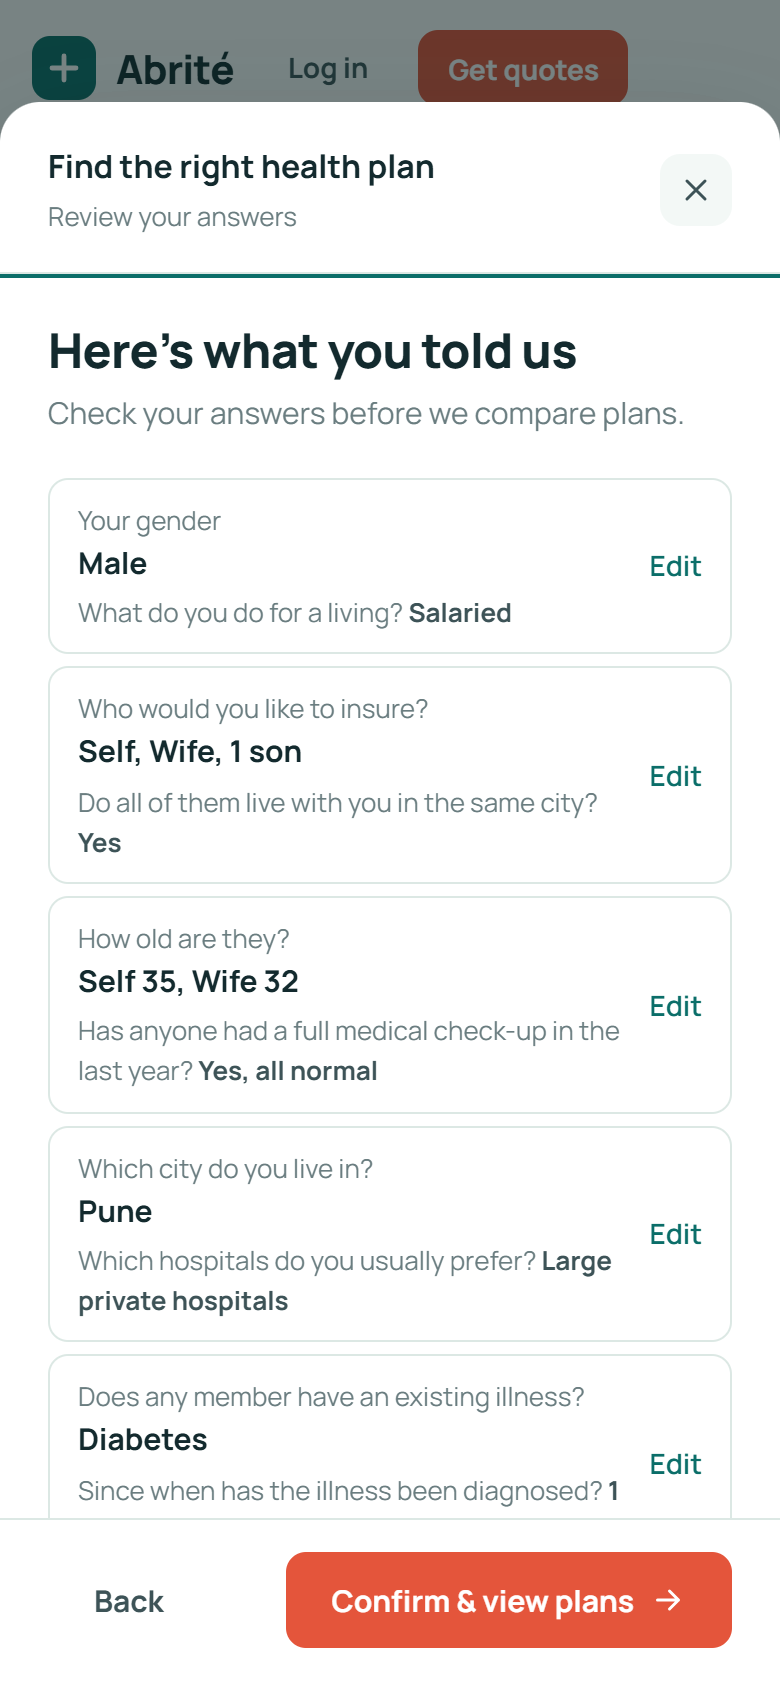 Abrité
Log in
Get quotes
Find the right health plan
Review your answers
Here’s what you told us
Check your answers before we compare plans.
Your gender
Male
What do you do for a living? Salaried
Edit
Who would you like to insure?
Self, Wife, 1 son
Do all of them live with you in the same city?
Yes
Edit
How old are they?
Self 35, Wife 32
Has anyone had a full medical check-up in the
last year? Yes, all normal
Edit
Which city do you live in?
Pune
Which hospitals do you usually prefer? Large
private hospitals
Edit
Does any member have an existing illness?
Diabetes
Since when has the illness been diagnosed? 1
Edit
Back
Confirm & view plans